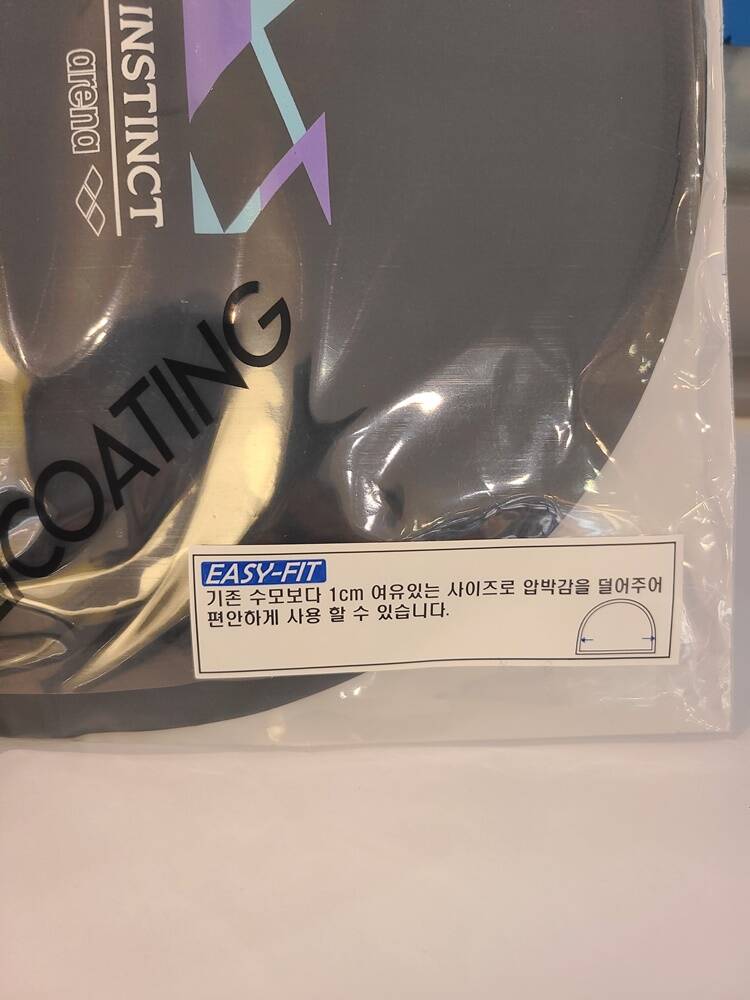 INSTINCT
arena
COATING
EASY-FIT
기존 수모보다 1cm 여유있는 사이즈로 압박감을 덜어주어
편안하게 사용 할 수 있습니다.